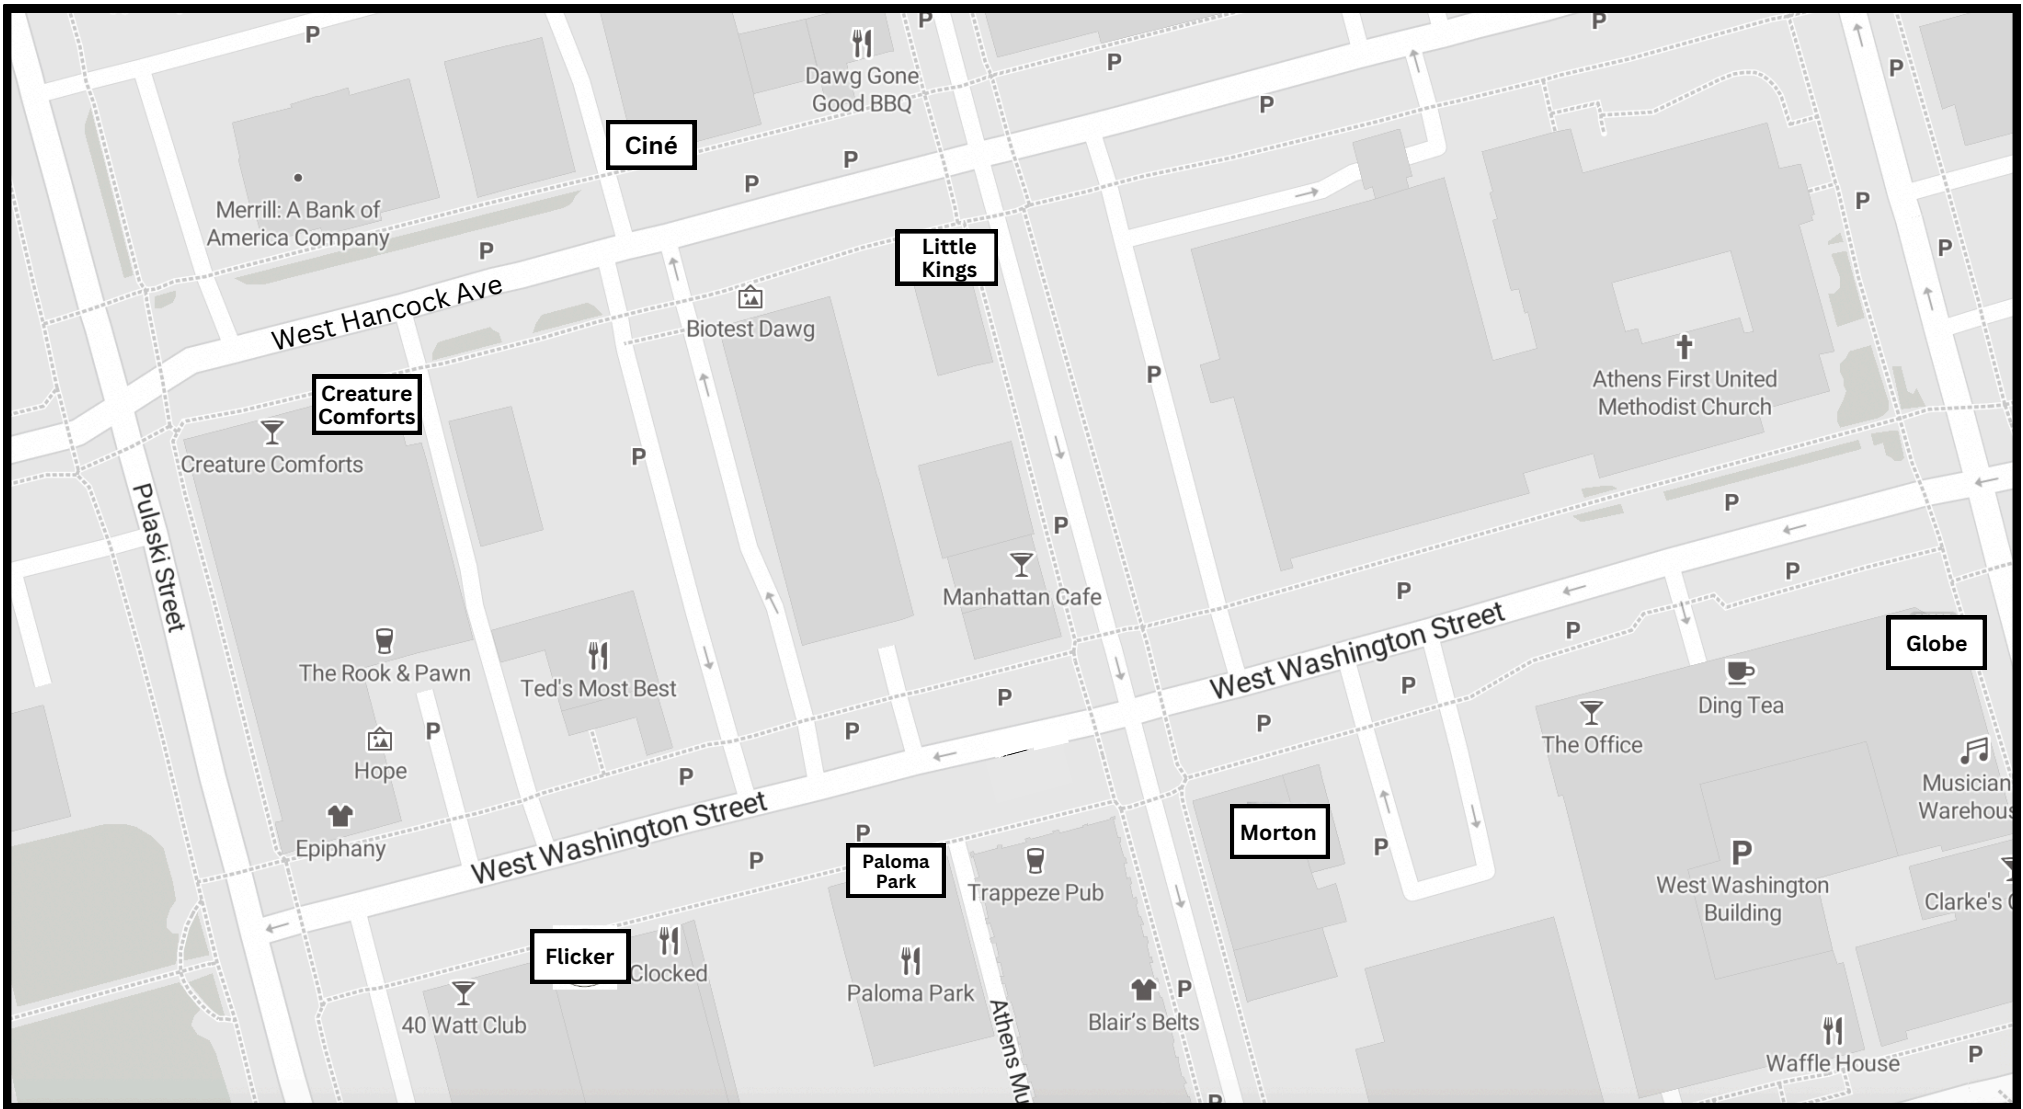 P
P
P
P
Dawg Gone
Good BBQ
P
P
Ciné
P
P
Merrill: A Bank of
America Company
P
P
P
Little
Kings
West Hancock Ave
Biotest Dawg
Athens First United
Methodist Church
P
Creature
Comforts
Creature Comforts
P
Pulaski Street
P
P
Manhattan Cafe
P
P
West Washington Street
P
Globe
The Rook & Pawn
Ted's Most Best
P
P
P
Ding Tea
P
P
P
The Office
Hope
P
Musician
Warehous
Epiphany
West Washington Street
P
P
Paloma
Park
Morton
P
P
West Washington
Building
Trappeze Pub
Clarke's
Flicker
Clocked
Paloma Park
40 Watt Club
P
Blair's Belts
Athens Mu
Waffle House
P
P